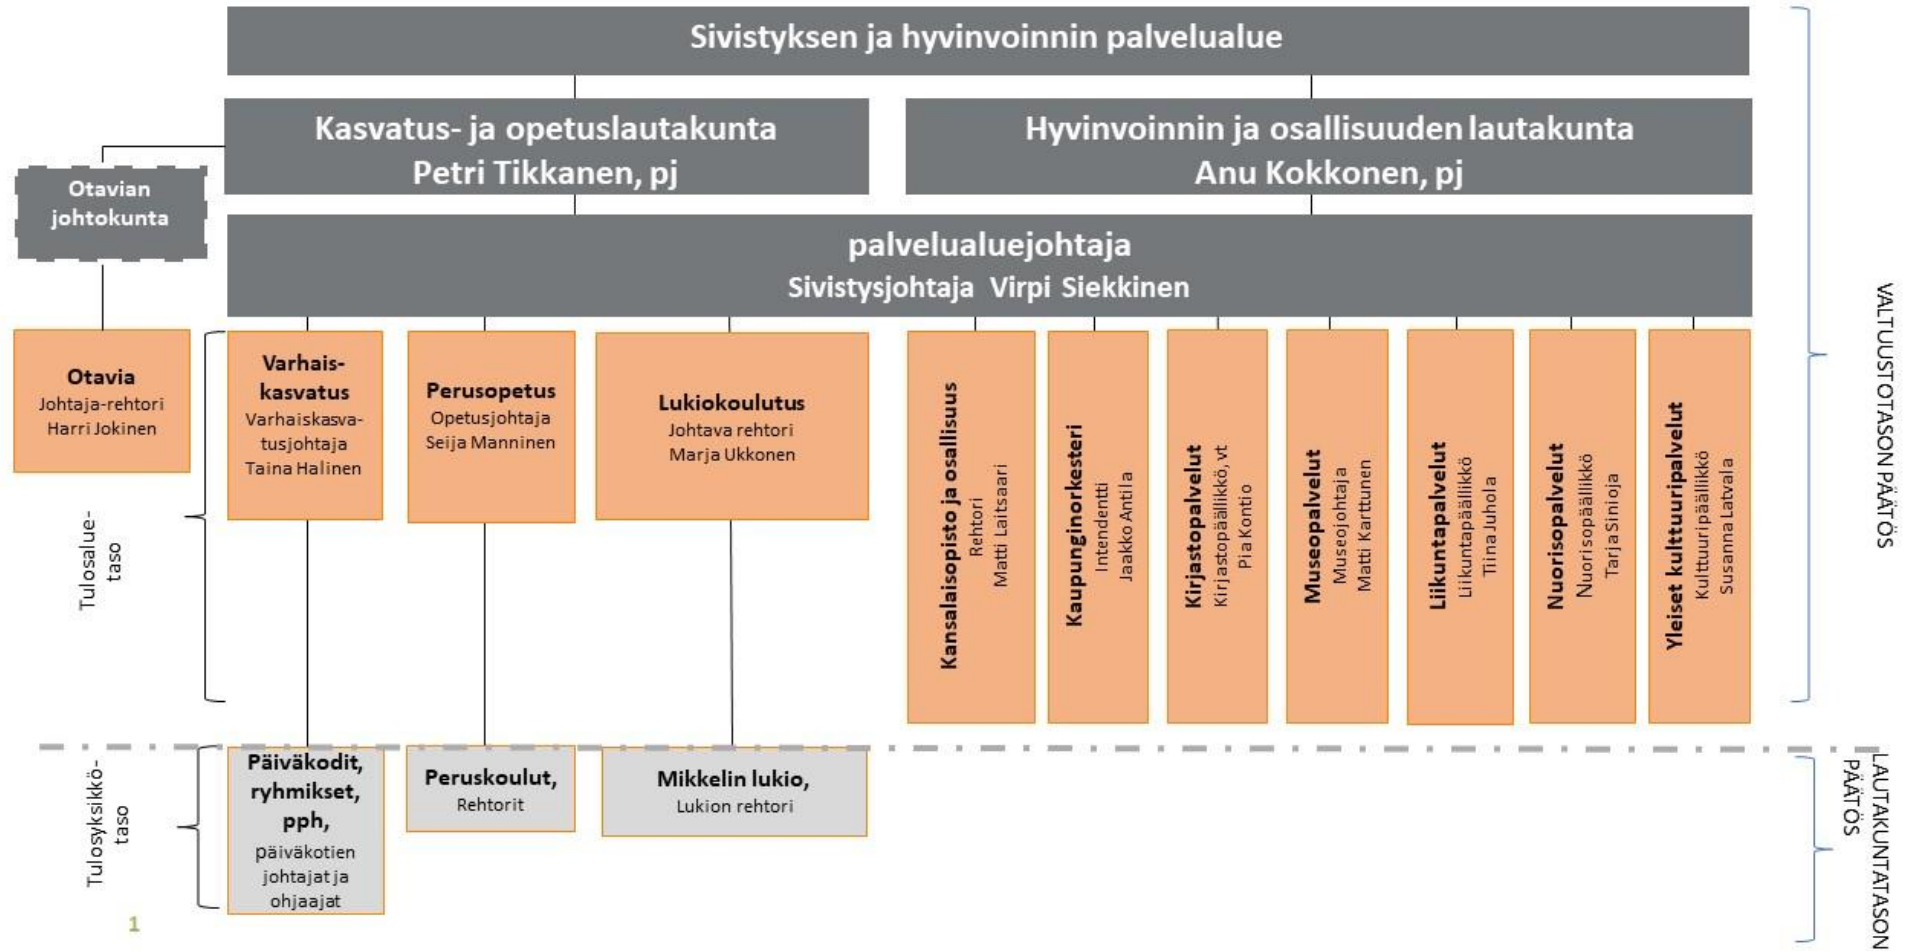 Sivistyksen ja hyvinvoinnin palvelualue
Kasvatus- ja opetuslautakunta
Petri Tikkanen, pj
Hyvinvoinnin ja osallisuuden lautakunta
Anu Kokkonen, pj
Otavian
johtokunta
palvelualuejohtaja
Sivistysjohtaja Virpi Siekkinen
Otavia
Johtaja-rehtori
Harri Jokinen
Varhais-
kasvatus
Varhaiskasva-
tusjohtaja
Taina Halinen
Perusopetus
Opetusjohtaja
Seija Manninen
Lukiokoulutus
Johtava rehtori
Marja Ukkonen
Kansalaisopisto ja osallisuus
Rehtori
Matti Laitsaari
Kaupunginorkesteri
Intendentti
Jaakko Antila
Kirjastopalvelut
Kirjastopäällikkö, vt
Pia Kontio
Museopalvelut
Museojohtaja
Matti Karttunen
Liikuntapalvelut
Liikuntapäällikkö
Tiina Juhola
Nuorisopalvelut
Nuorisopäällikkö
Tarja Sinioja
Yleiset kulttuuripalvelut
Kulttuuripäällikkö
Susanna Latvala
Tulosalue-
taso
VALTUUSTOTASON PÄÄTÖS
Tulosyksikkö-
taso
Päiväkodit,
ryhmikset,
pph,
päiväkotien
johtajat ja
ohjaajat
Peruskoulut,
Rehtorit
Mikkelin lukio,
Lukion rehtori
LAUTAKUNTATASON
PÄÄTÖS
1